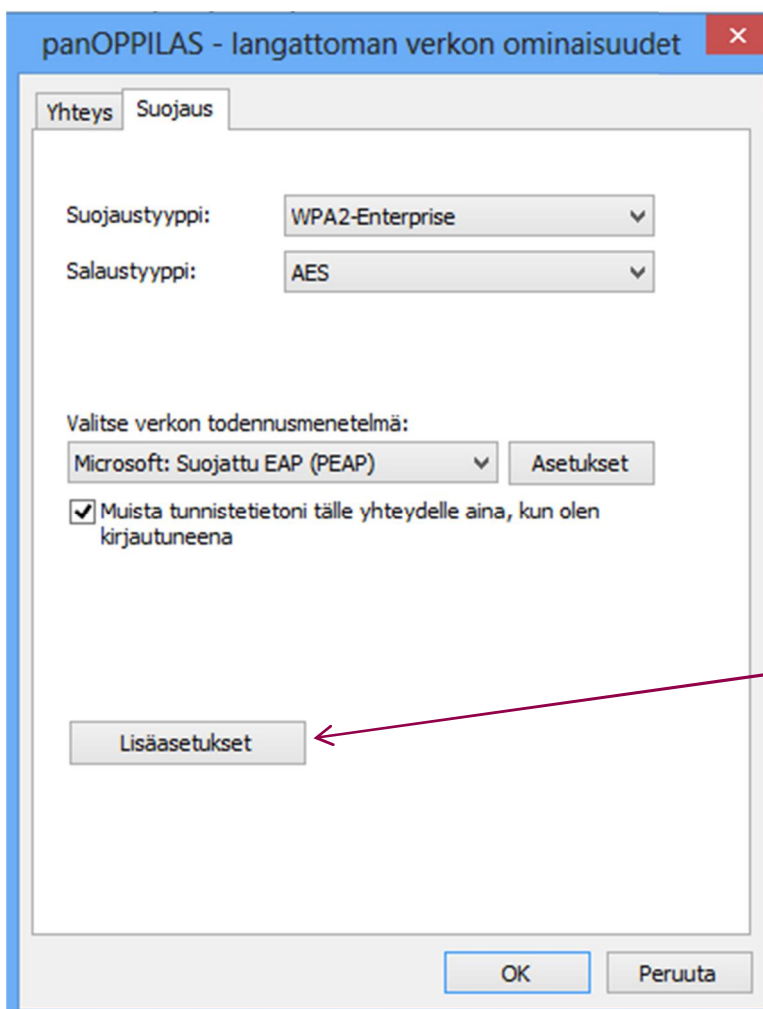 panOPPILAS - langattoman verkon ominaisuudet
Yhteys Suojaus
Suojaustyyppi: WPA2-Enterprise
Salaustyyppi: AES
Valitse verkon todennusmenetelmä:
Microsoft: Suojattu EAP (PEAP) Asetukset
Muista tunnistetietoni tälle yhteydelle aina, kun olen
kirjautuneena
Lisäasetukset
OK Peruuta